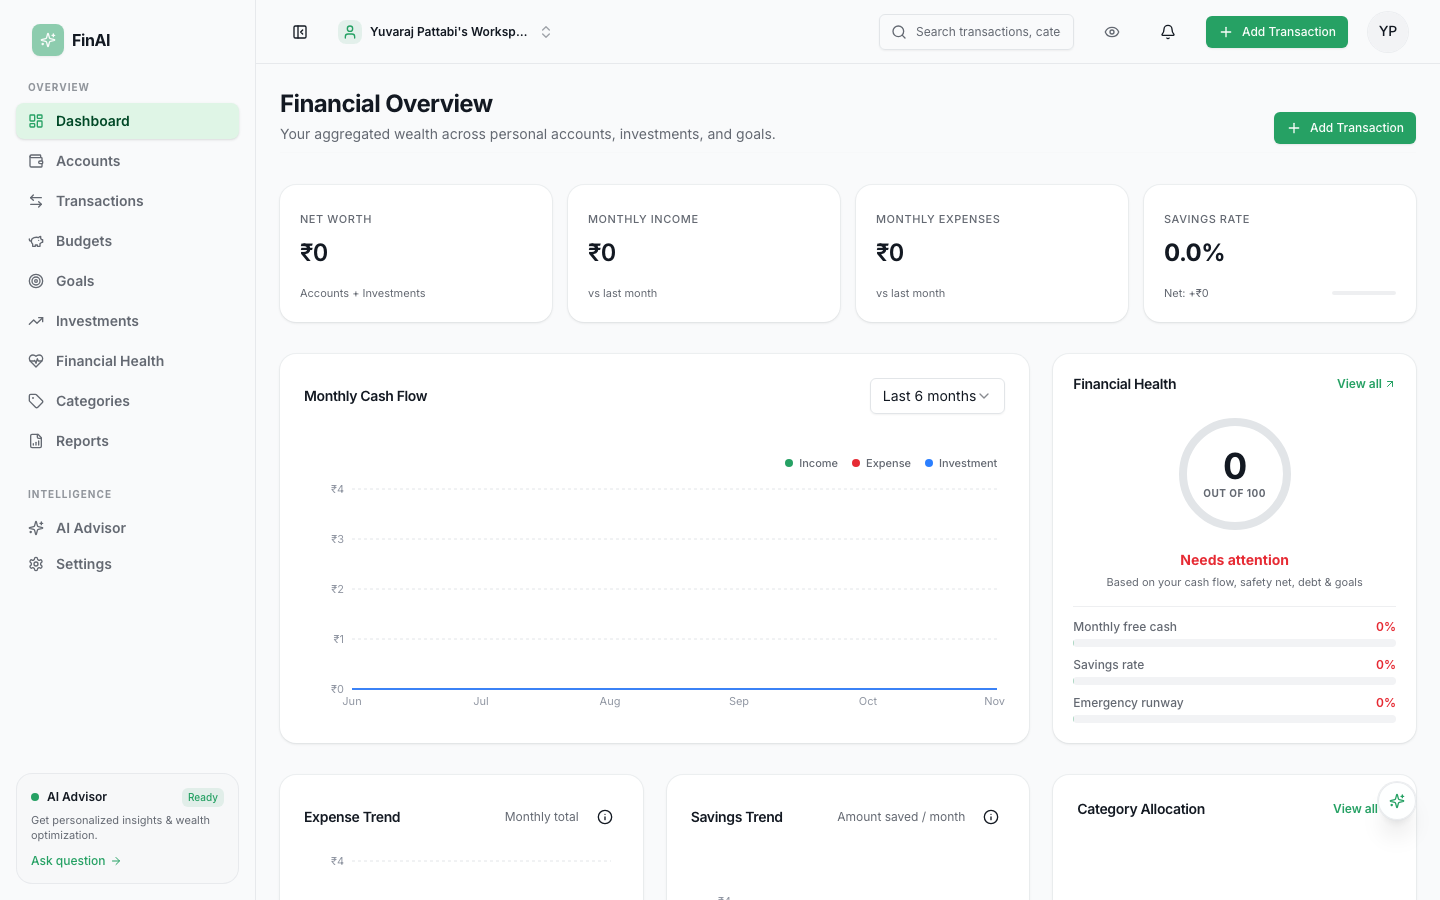 FinAI
OVERVIEW
Dashboard
Accounts
Transactions
Budgets
Goals
Investments
Financial Health
Categories
Reports
INTELLIGENCE
AI Advisor
Settings
AI Advisor
Ready
Get personalized insights & wealth
optimization.
Ask question
Yuvaraj Pattabi's Worksp...
Search transactions, cate
Add Transaction
YP
Financial Overview
Your aggregated wealth across personal accounts, investments, and goals.
Add Transaction
NET WORTH
₹0
Accounts + Investments
MONTHLY INCOME
₹0
vs last month
MONTHLY EXPENSES
₹0
vs last month
SAVINGS RATE
0.0%
Net: +₹0
Monthly Cash Flow
Last 6 months
Income
Expense
Investment
₹4
₹3
₹2
₹1
₹0
Jun
Jul
Aug
Sep
Oct
Nov
Financial Health
View all
0
OUT OF 100
Needs attention
Based on your cash flow, safety net, debt & goals
Monthly free cash
0%
Savings rate
0%
Emergency runway
0%
Expense Trend
Monthly total
₹4
Savings Trend
Amount saved / month
₹4
Category Allocation
View all